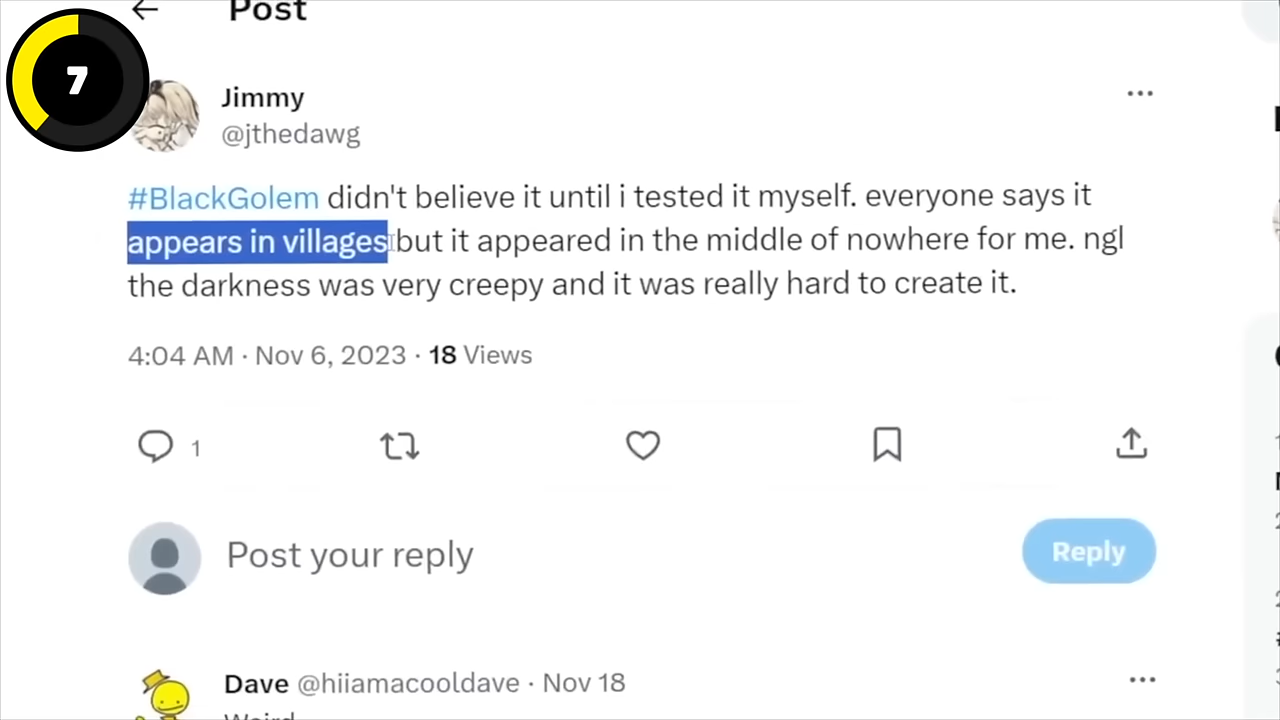 Post
7
Jimmy
@jthedawg
#BlackGolem didn't believe it until i tested it myself. everyone says it
appears in villages but it appeared in the middle of nowhere for me. ngl
the darkness was very creepy and it was really hard to create it.
4:04 AM · Nov 6, 2023 · 18 Views
1
Post your reply
Reply
Dave @hiiamacooldave · Nov 18
Weird